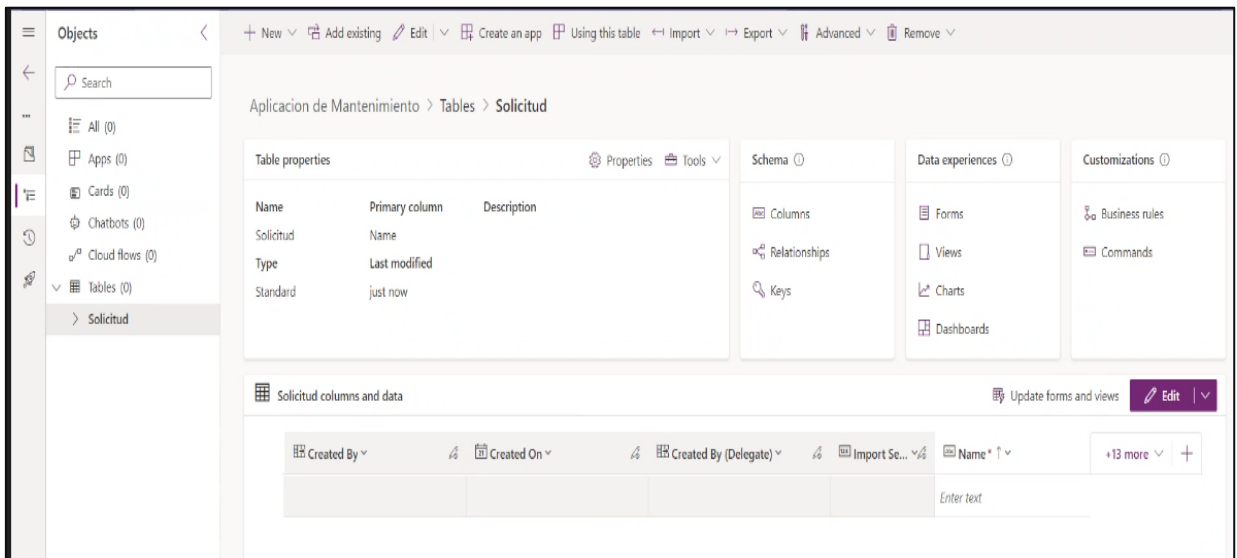 Objects
New
Add existing
Edit
Create an app
Using this table
Import
Export
Advanced
Remove
Search
All (0)
Apps (0)
Cards (0)
Chatbots (0)
Cloud flows (0)
Tables (0)
Solicitud
Aplicacion de Mantenimiento > Tables > Solicitud
Table properties
Properties
Tools
Name Primary column Description
Solicitud Name
Type Last modified
Standard just now
Schema
Columns
Relationships
Keys
Data experiences
Forms
Views
Charts
Dashboards
Customizations
Business rules
Commands
Solicitud columns and data
Update forms and views
Edit
Created By
Created On
Created By (Delegate)
Import Se...
Name*
+13 more
Enter text